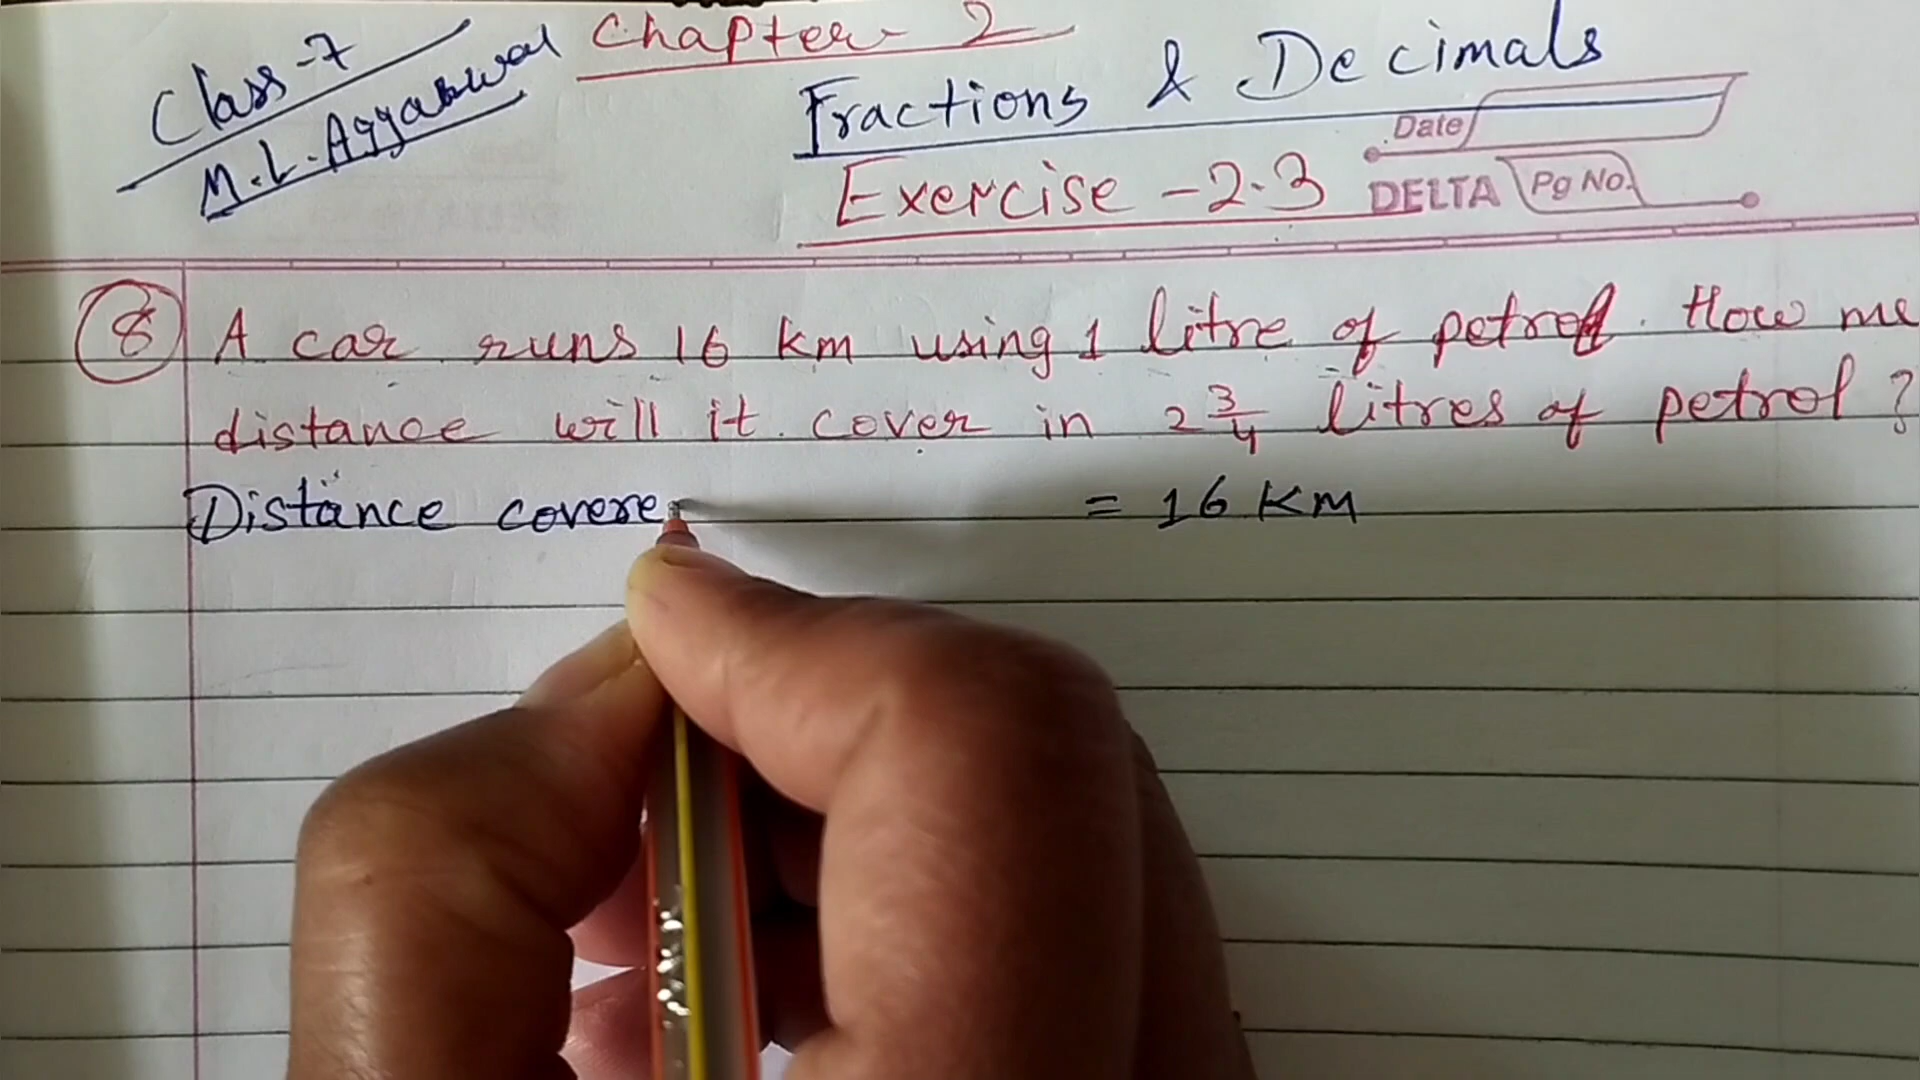 Class-7
M.L. Aggarwal
Chapter- 2
Fractions & Decimals
Exercise -2.3
Date
DELTA Pg No.
8 A car runs 16 km using 1 litre of petrol. How
distance will it cover in 2 3/4 litres of petrol ?
Distance covere = 16 KM